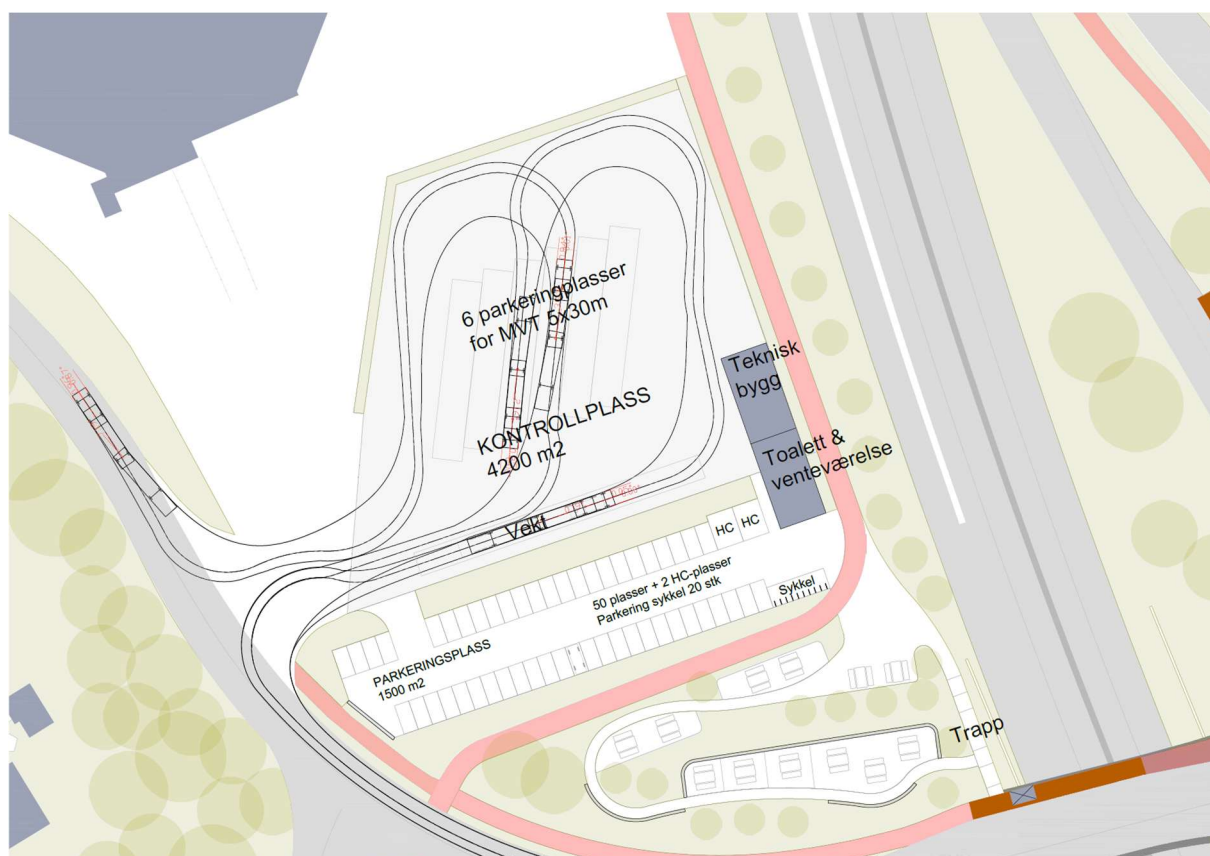 6 parkeringplasser
for MVT 5x30m
KONTROLLPLASS
4200 m2
Teknisk
bygg
Toalett &
venteværelse
Vekt
HC HC
50 plasser + 2 HC-plasser
Parkering sykkel 20 stk
Sykkel
PARKERINGSPLASS
1500 m2
Trapp